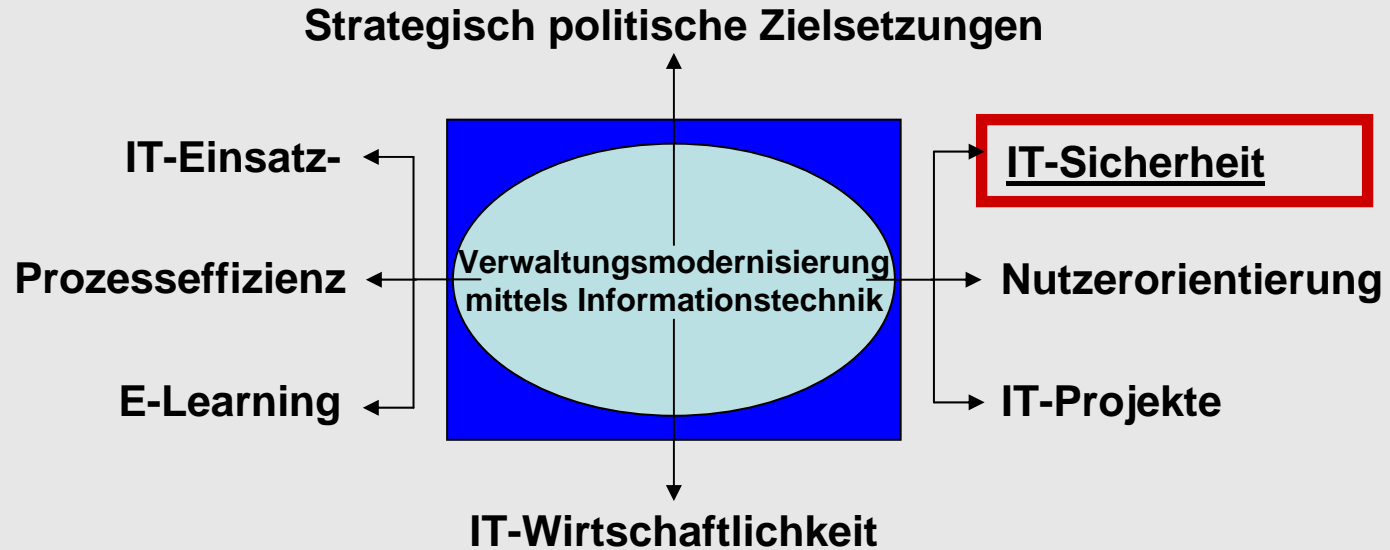 Strategisch politische Zielsetzungen
IT-Einsatz-
IT-Sicherheit
Verwaltungsmodernisierung
mittels Informationstechnik
Prozesseffizienz
Nutzerorientierung
E-Learning
IT-Projekte
IT-Wirtschaftlichkeit